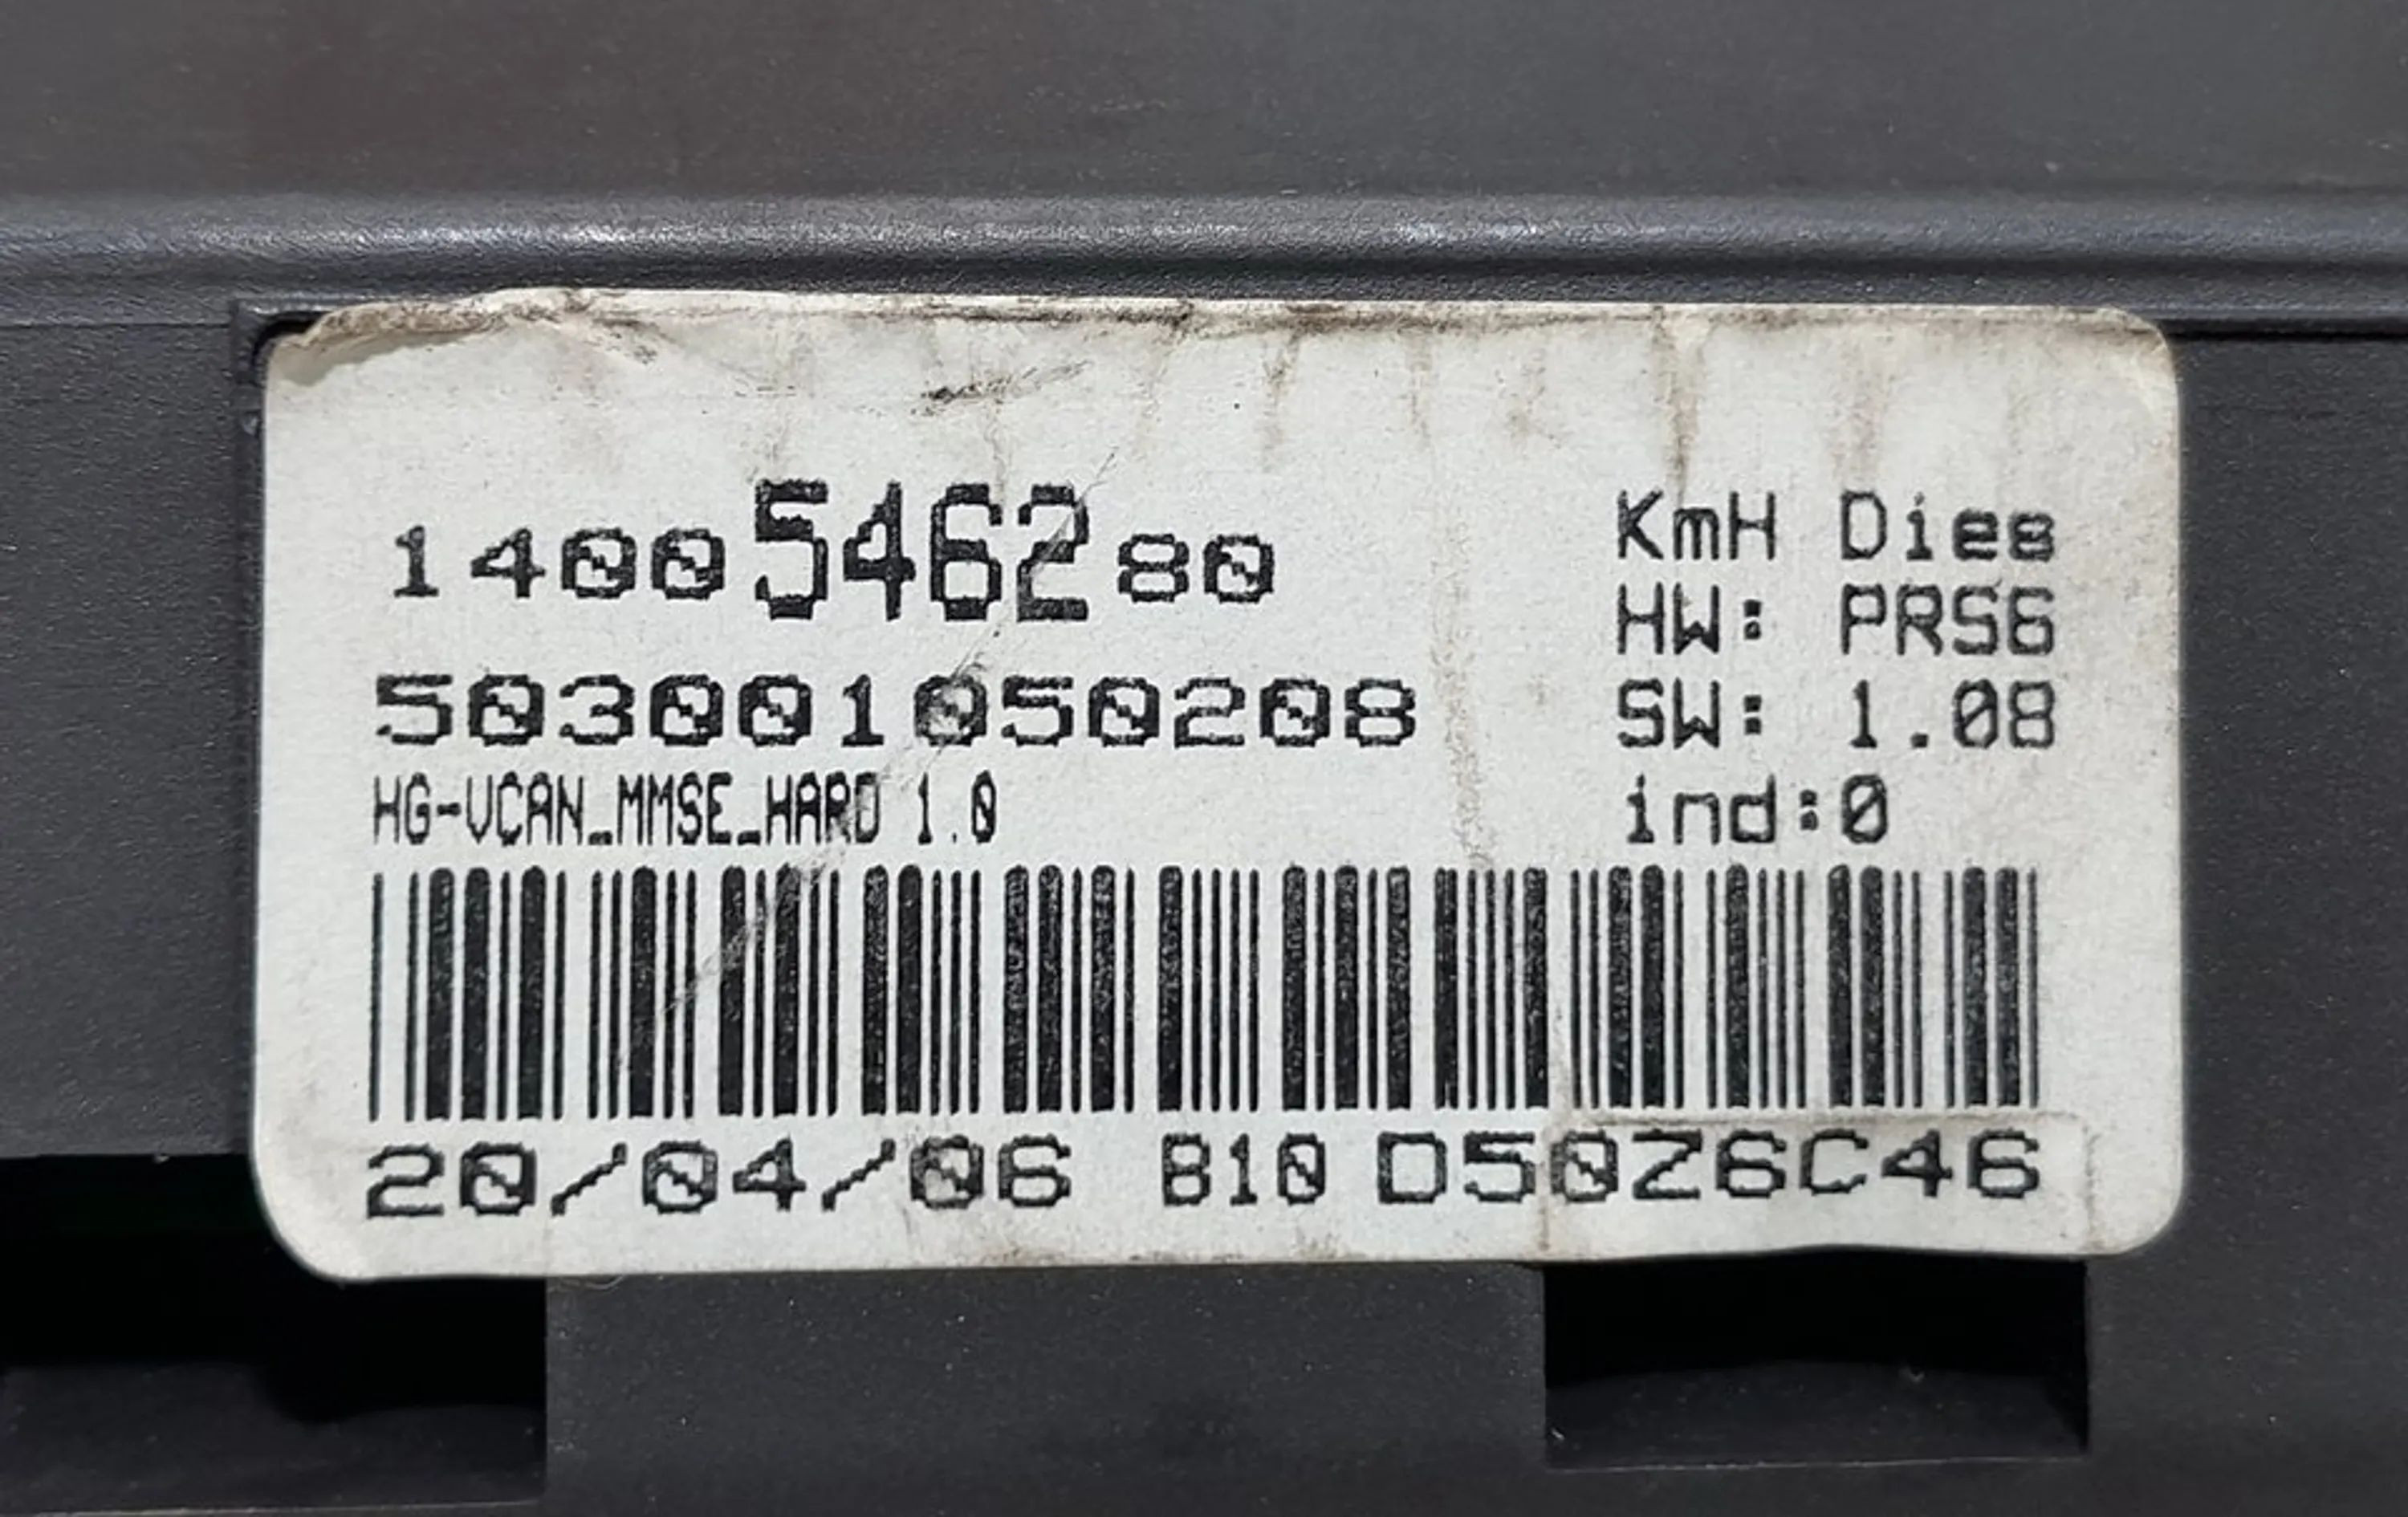 1400546280 KmH Dies
HW: PRS6
503001050208 SW: 1.08
HG-VCAN_MMSE_HARD 1.0 ind:0
20/04/06 B10 D50Z6C46